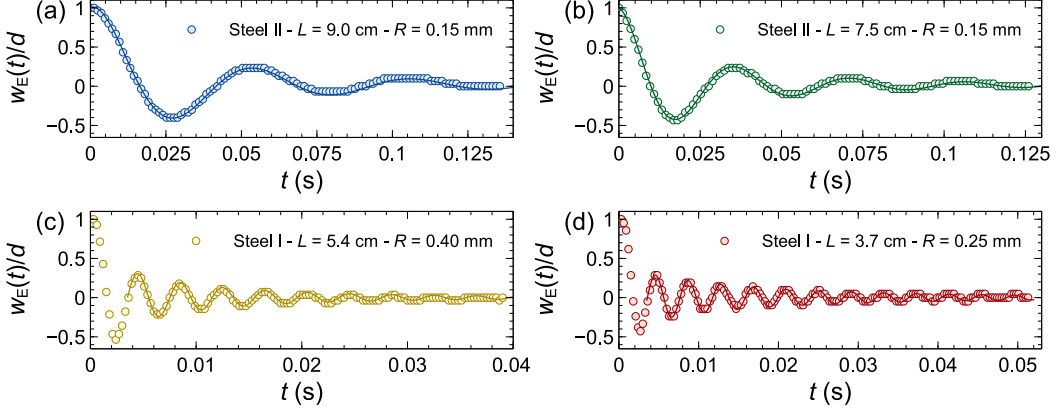 (a)
Steel II - L = 9.0 cm - R = 0.15 mm
w_E(t)/d
1
0.5
0
−0.5
0 0.025 0.05 0.075 0.1 0.125
t (s)
(b)
Steel II - L = 7.5 cm - R = 0.15 mm
w_E(t)/d
1
0.5
0
−0.5
0 0.025 0.05 0.075 0.1 0.126
t (s)
(c)
Steel I - L = 5.4 cm - R = 0.40 mm
w_E(t)/d
1
0.5
0
−0.5
0 0.01 0.02 0.03 0.04
t (s)
(d)
Steel I - L = 3.7 cm - R = 0.25 mm
w_E(t)/d
1
0.5
0
−0.5
0 0.01 0.02 0.03 0.04 0.05
t (s)